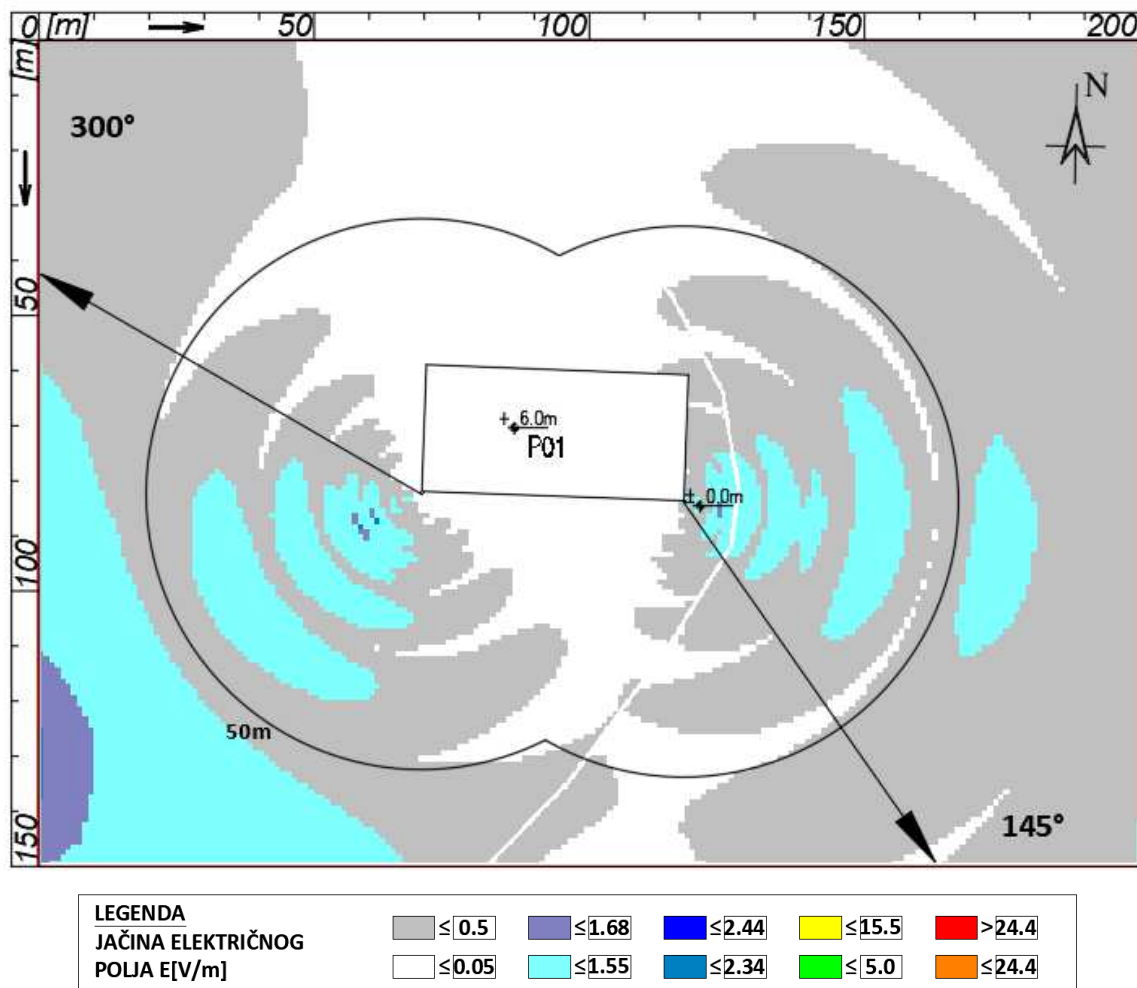 0 [m] 50 100 150 200
[m]
50
100
150
300°
N
6.0m
P01
0.0m
50m
145°
LEGENDA
JAČINA ELEKTRIČNOG
POLJA E[V/m]
≤ 0.5 ≤1.68 ≤2.44 ≤15.5 >24.4
≤0.05 ≤1.55 ≤2.34 ≤ 5.0 ≤24.4